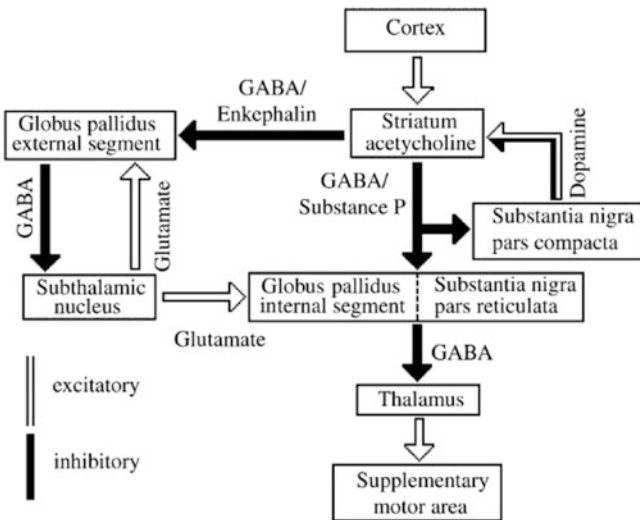 Cortex
GABA/
Enkephalin
Globus pallidus
external segment
Striatum
acetycholine
Dopamine
GABA
Glutamate
GABA/
Substance P
Substantia nigra
pars compacta
Subthalamic
nucleus
Globus pallidus
internal segment
Substantia nigra
pars reticulata
Glutamate
GABA
excitatory
Thalamus
inhibitory
Supplementary
motor area